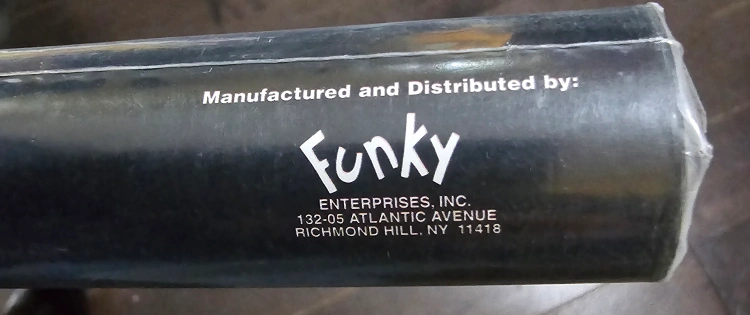 Manufactured and Distributed by:
Funky
ENTERPRISES, INC.
132-05 ATLANTIC AVENUE
RICHMOND HILL, NY 11418